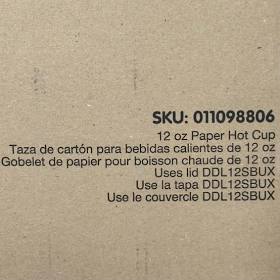 SKU: 011098806
12 oz Paper Hot Cup
Taza de cartón para bebidas calientes de 12 oz
Gobelet de papier pour boisson chaude de 12 oz
Uses lid DDL12SBUX
Use la tapa DDL12SBUX
Use le couvercle DDL12SBUX